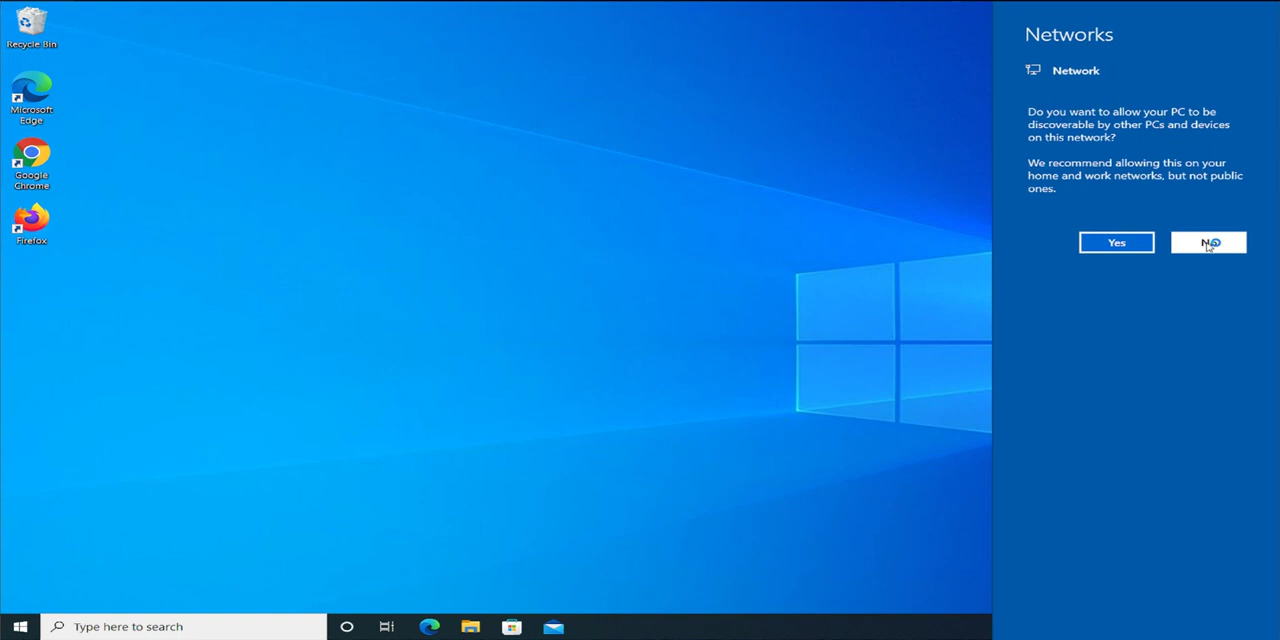 Recycle Bin
Microsoft
Edge
Google
Chrome
Firefox
Networks
Network
Do you want to allow your PC to be
discoverable by other PCs and devices
on this network?
We recommend allowing this on your
home and work networks, but not public
ones.
Yes
Type here to search